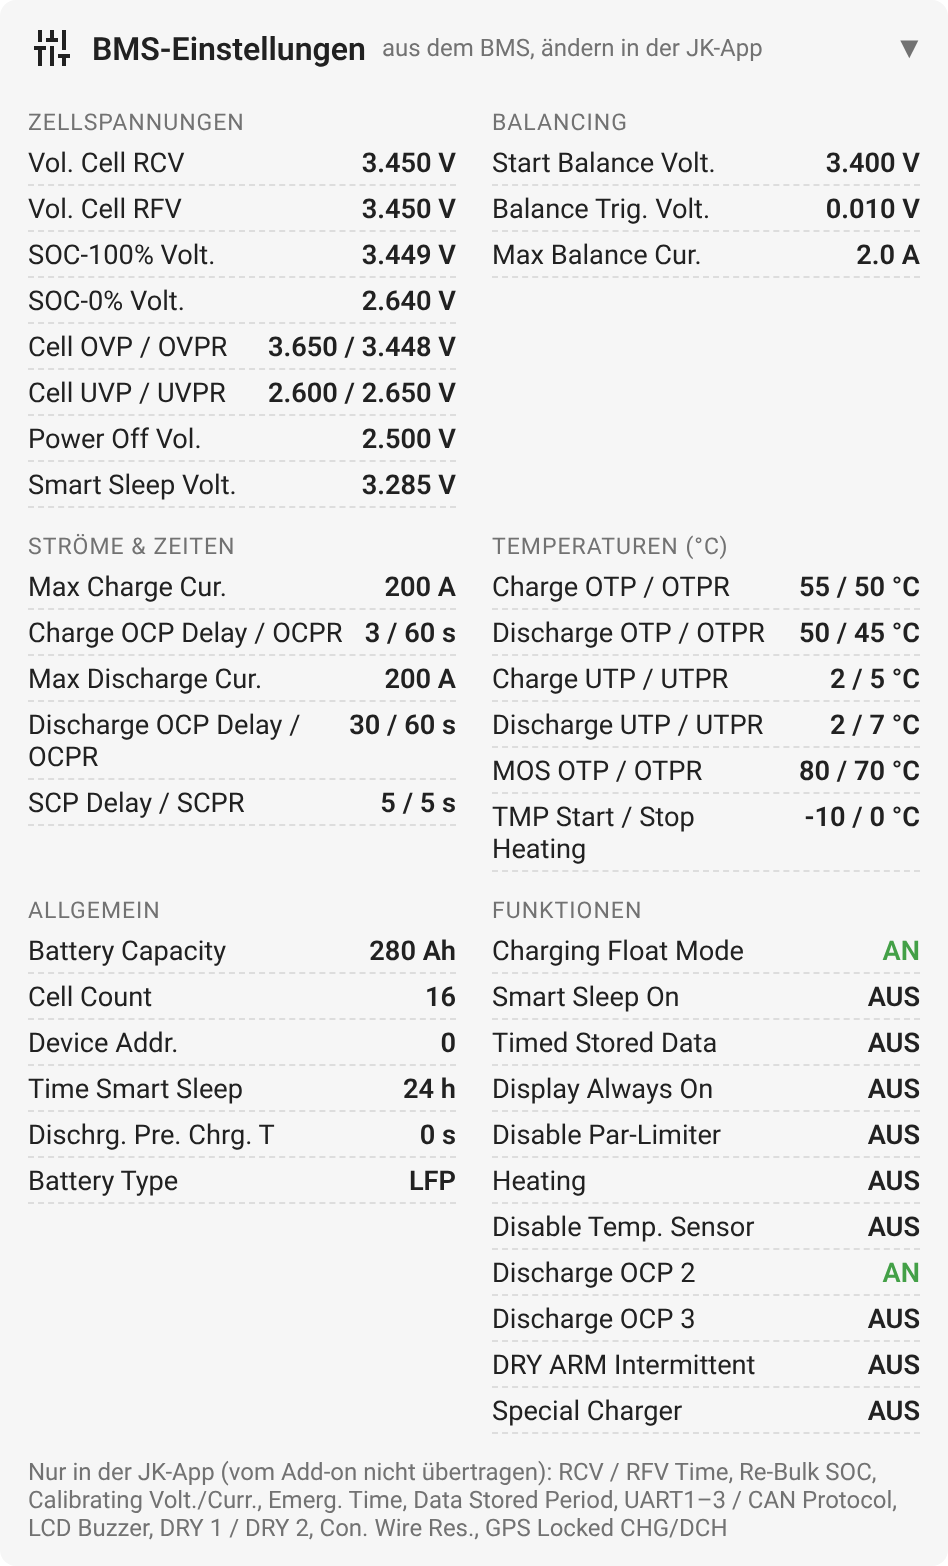 BMS-Einstellungen aus dem BMS, ändern in der JK-App ▼
ZELLSPANNUNGEN
Vol. Cell RCV 3.450 V
Vol. Cell RFV 3.450 V
SOC-100% Volt. 3.449 V
SOC-0% Volt. 2.640 V
Cell OVP / OVPR 3.650 / 3.448 V
Cell UVP / UVPR 2.600 / 2.650 V
Power Off Vol. 2.500 V
Smart Sleep Volt. 3.285 V
BALANCING
Start Balance Volt. 3.400 V
Balance Trig. Volt. 0.010 V
Max Balance Cur. 2.0 A
STRÖME & ZEITEN
Max Charge Cur. 200 A
Charge OCP Delay / OCPR 3 / 60 s
Max Discharge Cur. 200 A
Discharge OCP Delay / 30 / 60 s
OCPR
SCP Delay / SCPR 5 / 5 s
TEMPERATUREN (°C)
Charge OTP / OTPR 55 / 50 °C
Discharge OTP / OTPR 50 / 45 °C
Charge UTP / UTPR 2 / 5 °C
Discharge UTP / UTPR 2 / 7 °C
MOS OTP / OTPR 80 / 70 °C
TMP Start / Stop -10 / 0 °C
Heating
ALLGEMEIN
Battery Capacity 280 Ah
Cell Count 16
Device Addr. 0
Time Smart Sleep 24 h
Dischrg. Pre. Chrg. T 0 s
Battery Type LFP
FUNKTIONEN
Charging Float Mode AN
Smart Sleep On AUS
Timed Stored Data AUS
Display Always On AUS
Disable Par-Limiter AUS
Heating AUS
Disable Temp. Sensor AUS
Discharge OCP 2 AN
Discharge OCP 3 AUS
DRY ARM Intermittent AUS
Special Charger AUS
Nur in der JK-App (vom Add-on nicht übertragen): RCV / RFV Time, Re-Bulk SOC,
Calibrating Volt./Curr., Emerg. Time, Data Stored Period, UART1–3 / CAN Protocol,
LCD Buzzer, DRY 1 / DRY 2, Con. Wire Res., GPS Locked CHG/DCH